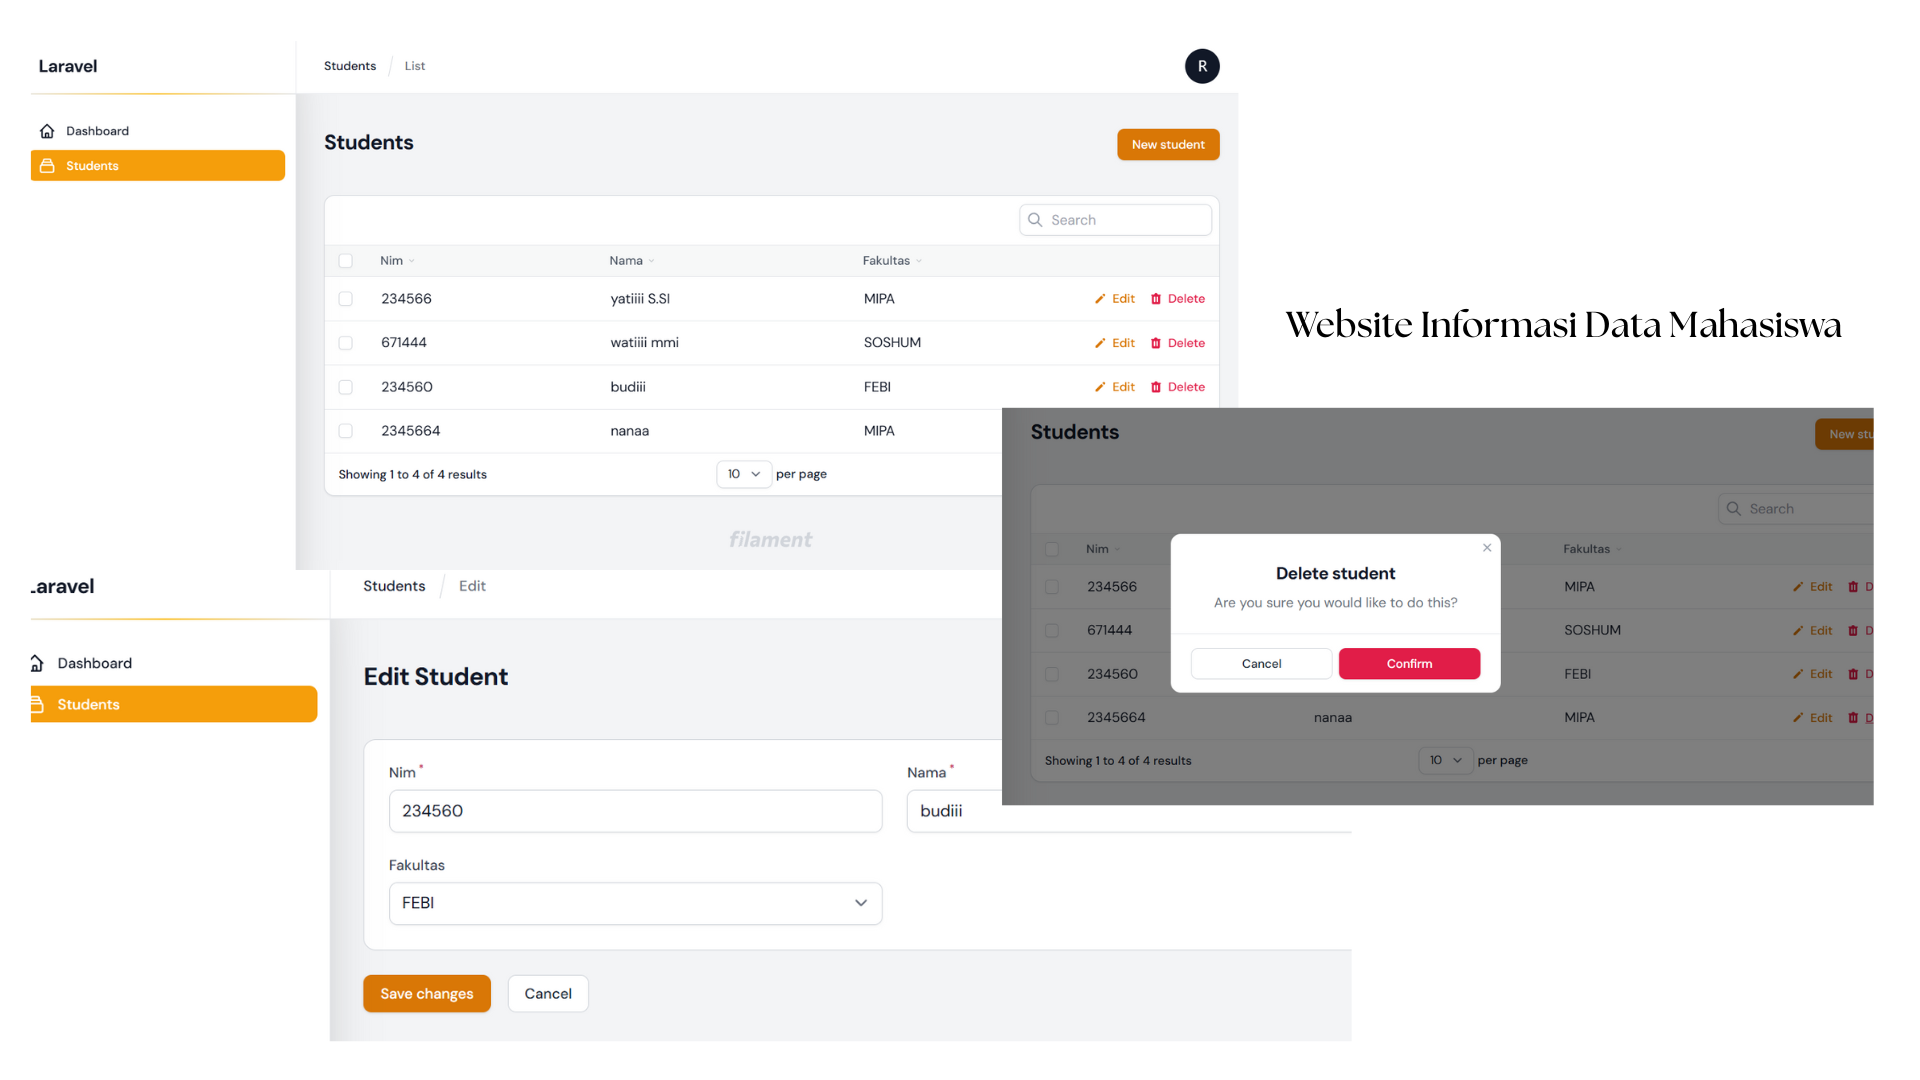 Laravel
Students / List
R
Dashboard
Students
Students
New student
Search
Nim Nama Fakultas
234566 yatiiii S.SI MIPA Edit Delete
671444 watiiii mmi SOSHUM Edit Delete
234560 budiii FEBI Edit Delete
2345664 nanaa MIPA
Showing 1 to 4 of 4 results 10 per page
filament
Website Informasi Data Mahasiswa
Students
New stu
Search
Nim Fakultas
234566 MIPA Edit D
671444 SOSHUM Edit D
234560 FEBI Edit D
2345664 nanaa MIPA Edit D
Showing 1 to 4 of 4 results 10 per page
Delete student
Are you sure you would like to do this?
Cancel Confirm
Laravel
Students / Edit
Dashboard
Students
Edit Student
Nim* Nama*
234560 budiii
Fakultas
FEBI
Save changes Cancel